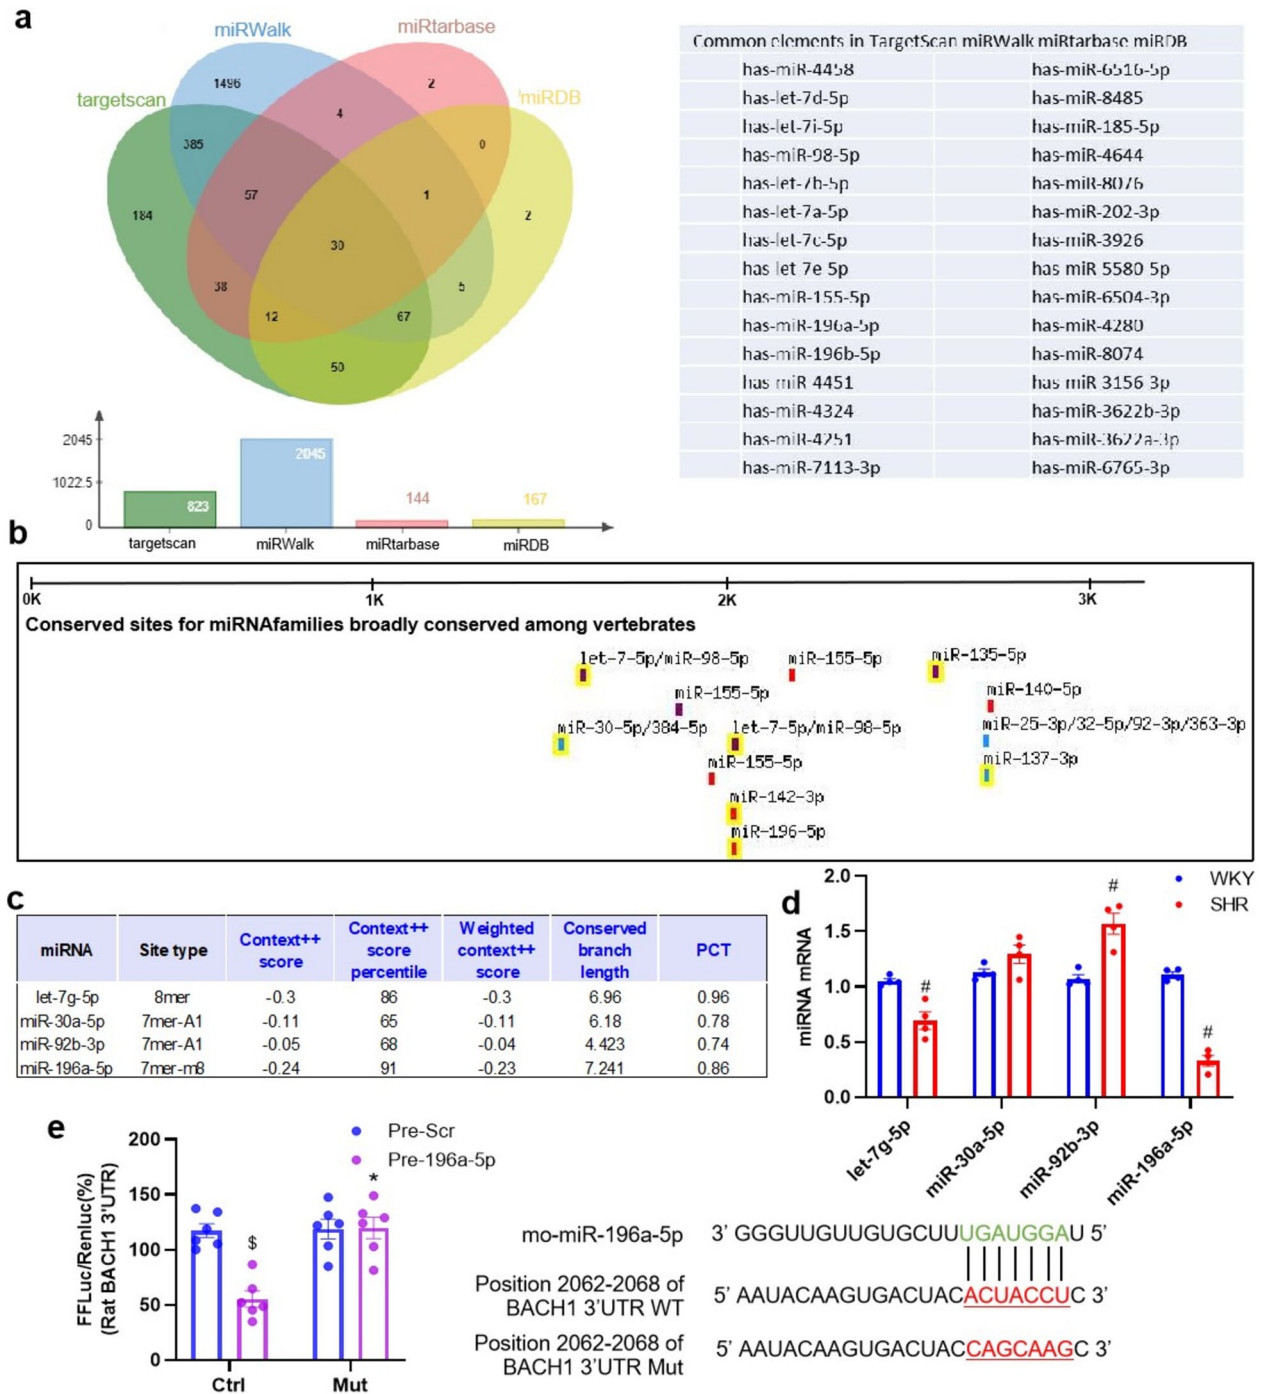 a
miRWalk
miRtarbase
targetscan
miRDB
1496
2
4
385
0
57
1
184
2
30
38
5
12
67
50
2045
1022.5
0
823
2045
144
167
targetscan
miRWalk
miRtarbase
miRDB
Common elements in TargetScan miRWalk miRtarbase miRDB
has-miR-4458 has-miR-6516-5p
has-let-7d-5p has-miR-8485
has-let-7i-5p has-miR-185-5p
has-miR-98-5p has-miR-4644
has-let-7b-5p has-miR-8076
has-let-7a-5p has-miR-202-3p
has-let-7c-5p has-miR-3926
has-let-7e-5p has-miR-5580-5p
has-miR-155-5p has-miR-6504-3p
has-miR-196a-5p has-miR-4280
has-miR-196b-5p has-miR-8074
has-miR-4451 has-miR-3156-3p
has-miR-4324 has-miR-3622b-3p
has-miR-4251 has-miR-3622a-3p
has-miR-7113-3p has-miR-6765-3p
b
0K 1K 2K 3K
Conserved sites for miRNAfamilies broadly conserved among vertebrates
let-7-5p/miR-98-5p miR-155-5p miR-135-5p
miR-155-5p miR-140-5p
miR-30-5p/384-5p let-7-5p/miR-98-5p miR-25-3p/32-5p/92-3p/363-3p
miR-155-5p miR-137-3p
miR-142-3p
miR-196-5p
c
miRNA Site type Context++ score Context++ score percentile Weighted context++ score Conserved branch length PCT
let-7g-5p 8mer -0.3 86 -0.3 6.96 0.96
miR-30a-5p 7mer-A1 -0.11 65 -0.11 6.18 0.78
miR-92b-3p 7mer-A1 -0.05 68 -0.04 4.423 0.74
miR-196a-5p 7mer-m8 -0.24 91 -0.23 7.241 0.86
d
miRNA mRNA
2.0
1.5
1.0
0.5
0.0
WKY
SHR
#
#
#
let-7g-5p
miR-30a-5p
miR-92b-3p
miR-196a-5p
e
FFLuc/Renluc(%)
(Rat BACH1 3'UTR)
200
150
100
50
0
Pre-Scr
Pre-196a-5p
$
*
Ctrl
Mut
mo-miR-196a-5p 3' GGGUUGUUGUGCUUUGAUGGAU 5'
Position 2062-2068 of
BACH1 3'UTR WT
5' AAUACAAGUGACUACACUACCUC 3'
Position 2062-2068 of
BACH1 3'UTR Mut
5' AAUACAAGUGACUACCAGCAAGC 3'